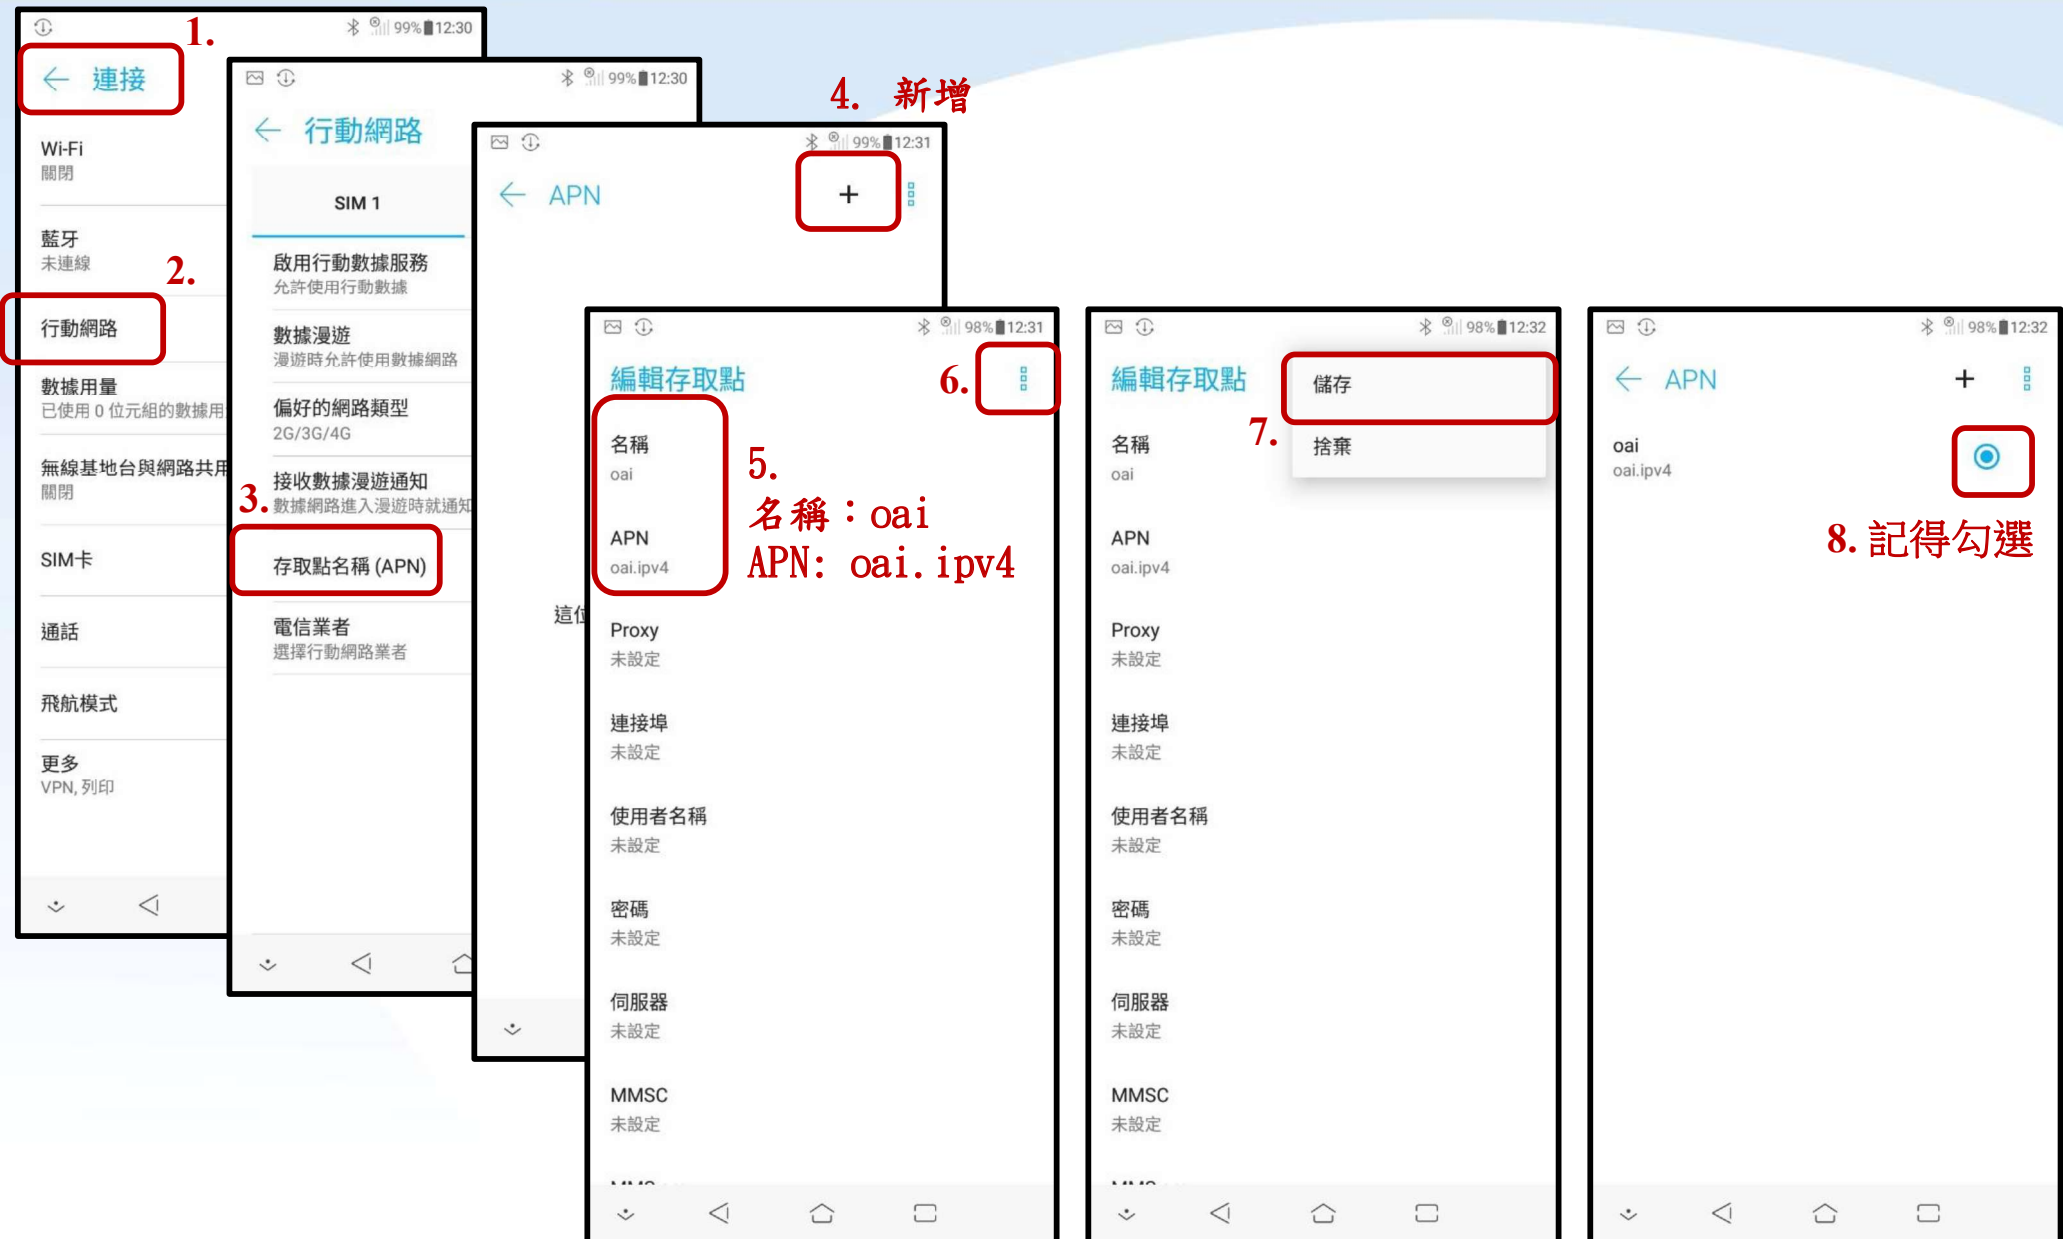 1.
99% 12:30
連接
Wi-Fi
關閉
藍牙
未連線
2.
行動網路
數據用量
已使用 0 位元組的數據用
無線基地台與網路共用
關閉
SIM卡
通話
飛航模式
更多
VPN, 列印
99% 12:30
行動網路
SIM 1
啟用行動數據服務
允許使用行動數據
數據漫遊
漫遊時允許使用數據網路
偏好的網路類型
2G/3G/4G
接收數據漫遊通知
3. 數據網路進入漫遊時就通知
存取點名稱 (APN)
電信業者
選擇行動網路業者
4. 新增
99% 12:31
APN
+
這位
98% 12:31
編輯存取點
6.
名稱
oai
APN
oai.ipv4
5.
名稱：oai
APN: oai.ipv4
Proxy
未設定
連接埠
未設定
使用者名稱
未設定
密碼
未設定
伺服器
未設定
MMSC
未設定
98% 12:32
編輯存取點
儲存
7.
捨棄
名稱
oai
APN
oai.ipv4
Proxy
未設定
連接埠
未設定
使用者名稱
未設定
密碼
未設定
伺服器
未設定
MMSC
未設定
98% 12:32
APN
+
oai
oai.ipv4
8. 記得勾選